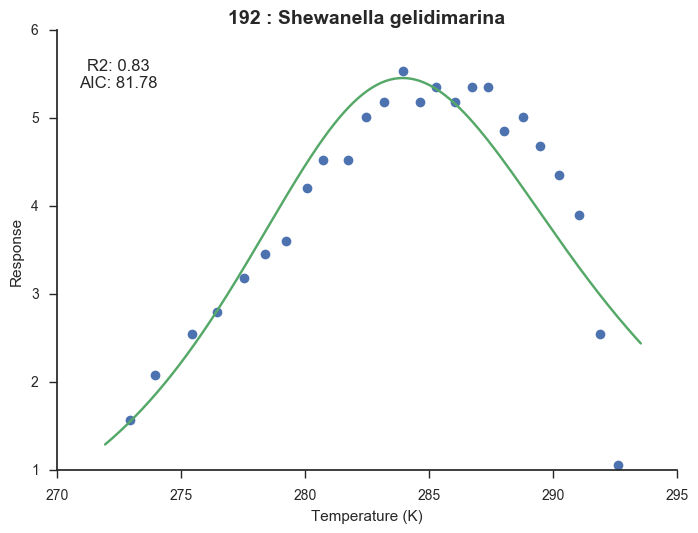 192 : Shewanella gelidimarina
R2: 0.83
AIC: 81.78
6
5
4
3
2
1
Response
270 275 280 285 290 295
Temperature (K)